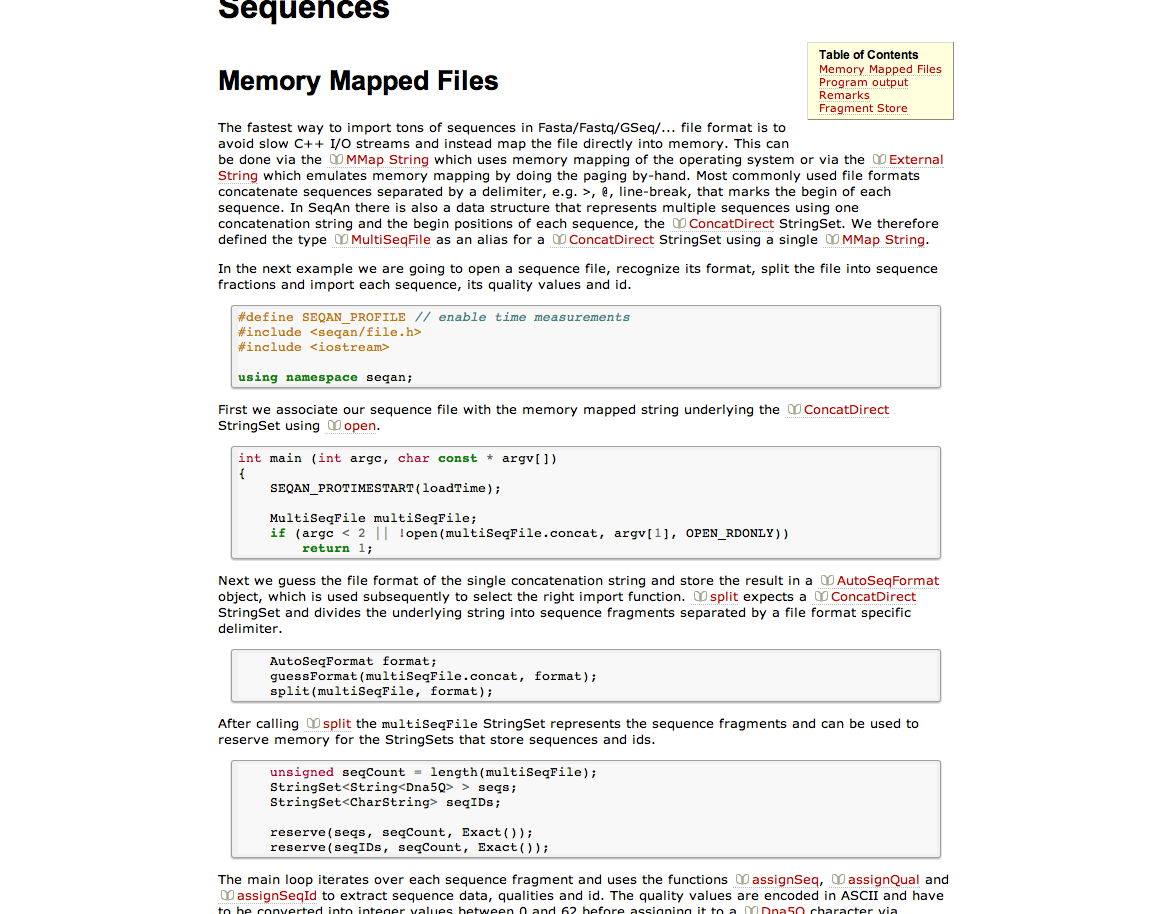 Sequences
Table of Contents
Memory Mapped Files
Program output
Remarks
Fragment Store
Memory Mapped Files
The fastest way to import tons of sequences in Fasta/Fastq/GSeq/... file format is to
avoid slow C++ I/O streams and instead map the file directly into memory. This can
be done via the MMap String which uses memory mapping of the operating system or via the External
String which emulates memory mapping by doing the paging by-hand. Most commonly used file formats
concatenate sequences separated by a delimiter, e.g. >, @, line-break, that marks the begin of each
sequence. In SeqAn there is also a data structure that represents multiple sequences using one
concatenation string and the begin positions of each sequence, the ConcatDirect StringSet. We therefore
defined the type MultiSeqFile as an alias for a ConcatDirect StringSet using a single MMap String.
In the next example we are going to open a sequence file, recognize its format, split the file into sequence
fractions and import each sequence, its quality values and id.
#define SEQAN_PROFILE // enable time measurements
#include <seqan/file.h>
#include <iostream>
using namespace seqan;
First we associate our sequence file with the memory mapped string underlying the ConcatDirect
StringSet using open.
int main (int argc, char const * argv[])
{
    SEQAN_PROTIMESTART(loadTime);
    MultiSeqFile multiSeqFile;
    if (argc < 2 || !open(multiSeqFile.concat, argv[1], OPEN_RDONLY))
        return 1;
Next we guess the file format of the single concatenation string and store the result in a AutoSeqFormat
object, which is used subsequently to select the right import function. split expects a ConcatDirect
StringSet and divides the underlying string into sequence fragments separated by a file format specific
delimiter.
    AutoSeqFormat format;
    guessFormat(multiSeqFile.concat, format);
    split(multiSeqFile, format);
After calling split the multiSeqFile StringSet represents the sequence fragments and can be used to
reserve memory for the StringSets that store sequences and ids.
    unsigned seqCount = length(multiSeqFile);
    StringSet<String<Dna5Q> > seqs;
    StringSet<CharString> seqIDs;
    reserve(seqs, seqCount, Exact());
    reserve(seqIDs, seqCount, Exact());
The main loop iterates over each sequence fragment and uses the functions assignSeq, assignQual and
assignSeqId to extract sequence data, qualities and id. The quality values are encoded in ASCII and have
to be converted into integer values between 0 and 62 before assigning it to a Dna5Q character via